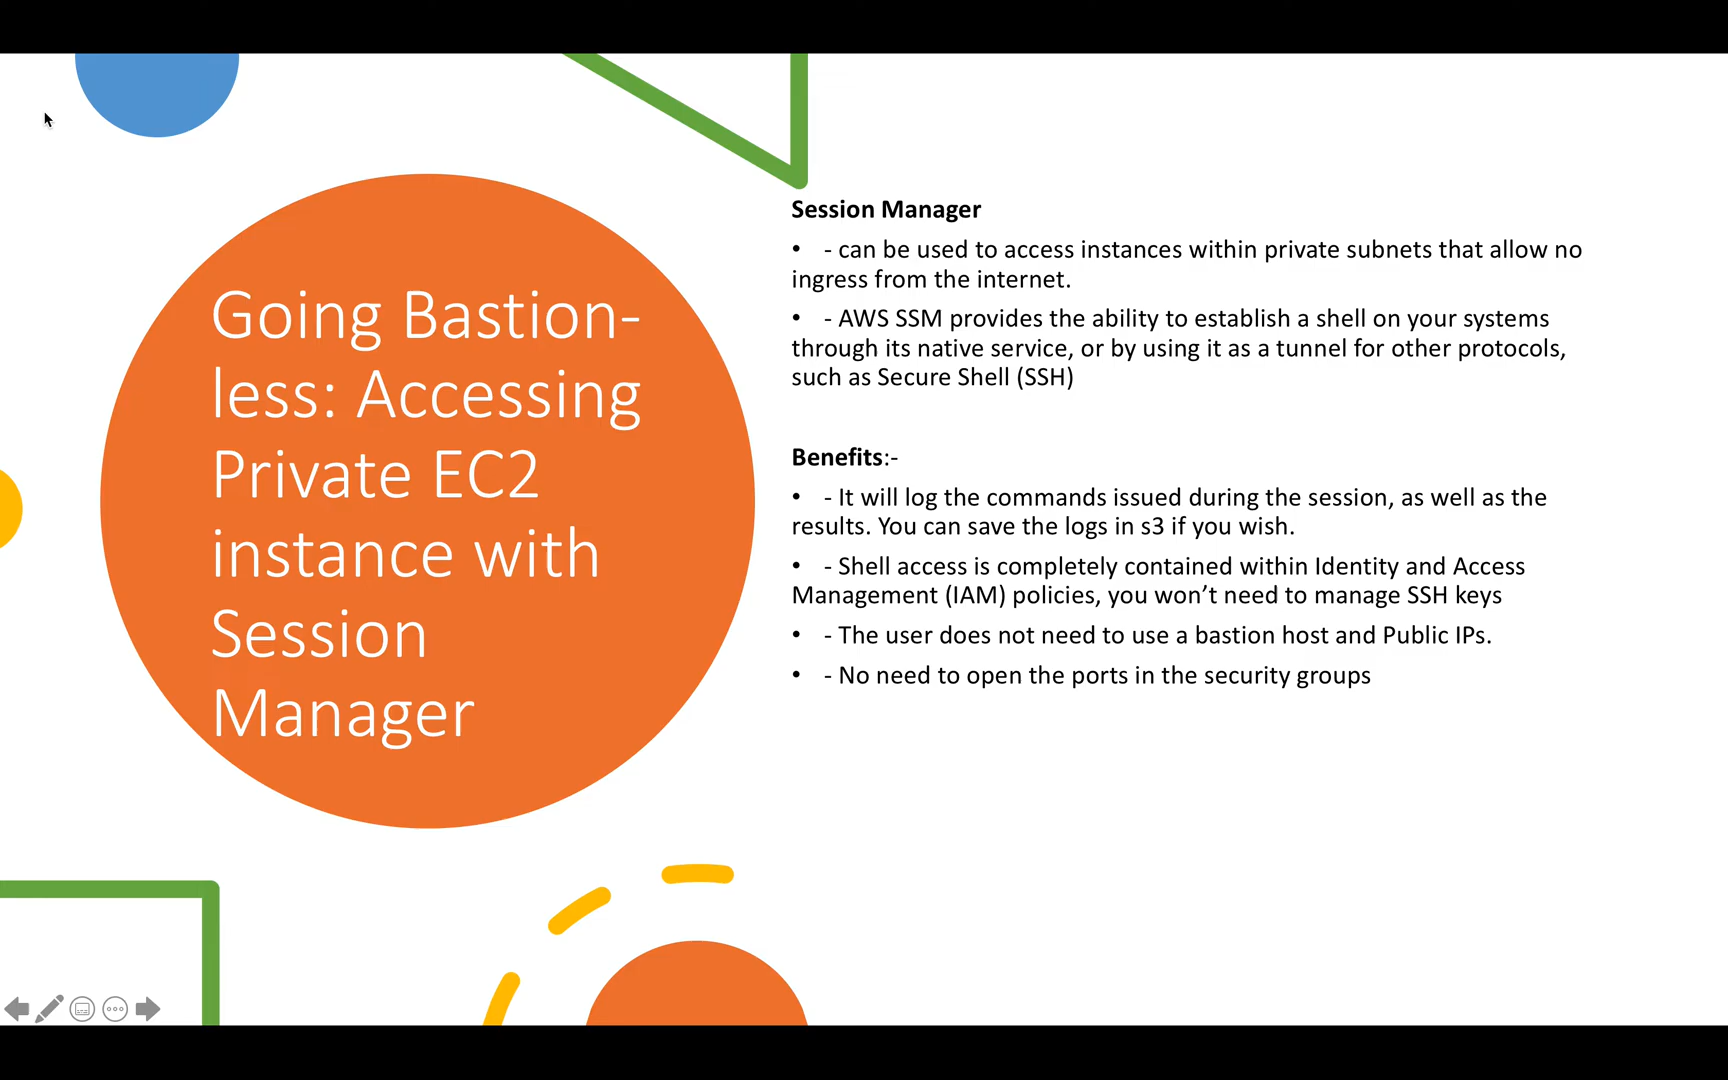 Going Bastion-
less: Accessing
Private EC2
instance with
Session
Manager
Session Manager
• - can be used to access instances within private subnets that allow no
ingress from the internet.
• - AWS SSM provides the ability to establish a shell on your systems
through its native service, or by using it as a tunnel for other protocols,
such as Secure Shell (SSH)
Benefits:-
• - It will log the commands issued during the session, as well as the
results. You can save the logs in s3 if you wish.
• - Shell access is completely contained within Identity and Access
Management (IAM) policies, you won’t need to manage SSH keys
• - The user does not need to use a bastion host and Public IPs.
• - No need to open the ports in the security groups